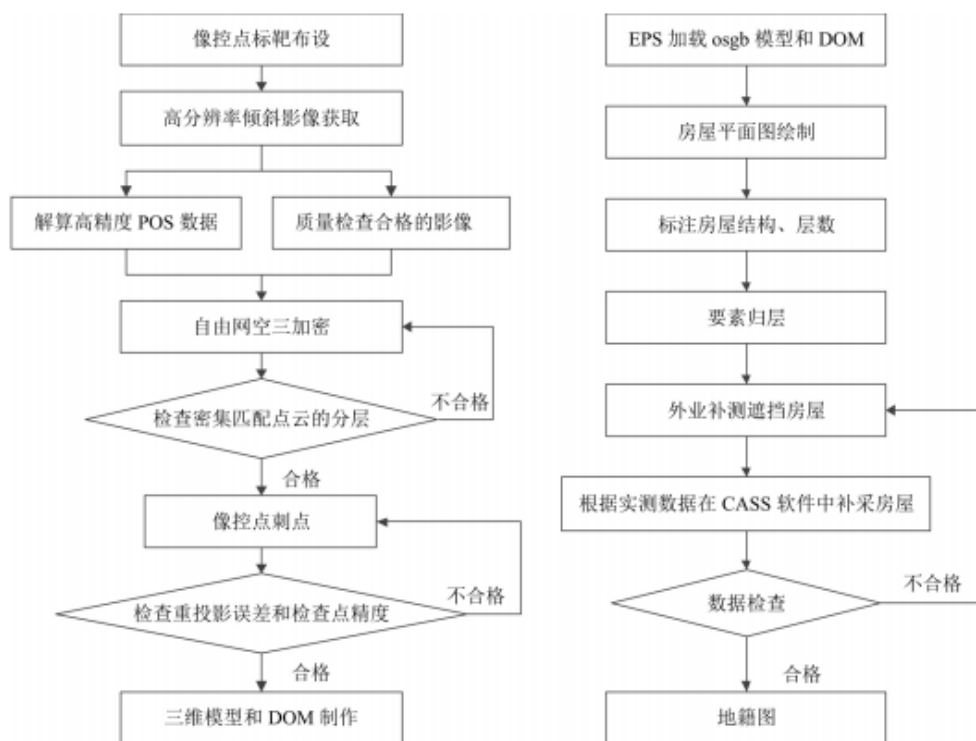 像控点标靶布设
高分辨率倾斜影像获取
解算高精度 POS 数据
质量检查合格的影像
自由网空三加密
不合格
检查密集匹配点云的分层
合格
像控点刺点
不合格
检查重投影误差和检查点精度
合格
三维模型和 DOM 制作
EPS 加载 osgb 模型和 DOM
房屋平面图绘制
标注房屋结构、层数
要素归层
外业补测遮挡房屋
根据实测数据在 CASS 软件中补采房屋
不合格
数据检查
合格
地籍图